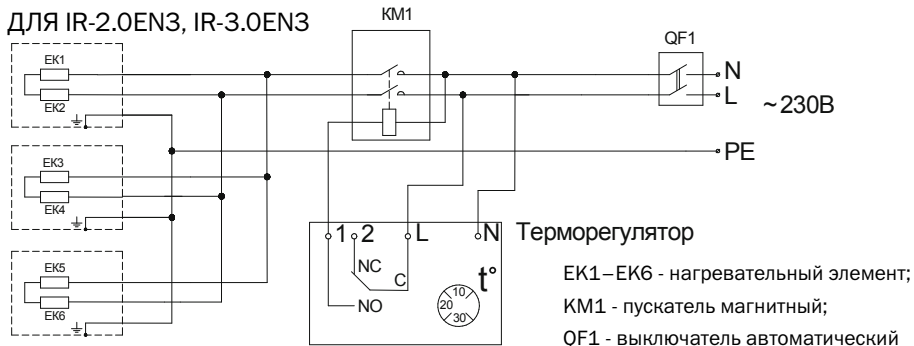 ДЛЯ IR-2.0EN3, IR-3.0EN3
KM1
QF1
EK1
EK2
N
L
~230В
PE
EK3
EK4
EK5
EK6
1 2 L N
Терморегулятор
NC
C
NO
t°
10
20
30
EK1–EK6 - нагревательный элемент;
KM1 - пускатель магнитный;
QF1 - выключатель автоматический